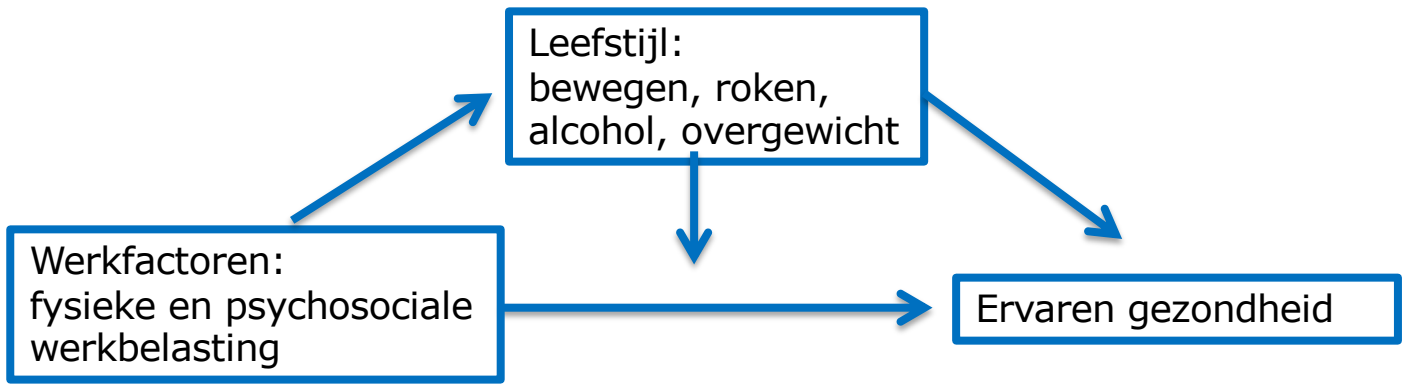 Leefstijl:
bewegen, roken,
alcohol, overgewicht
Werkfactoren:
fysieke en psychosociale
werkbelasting
Ervaren gezondheid